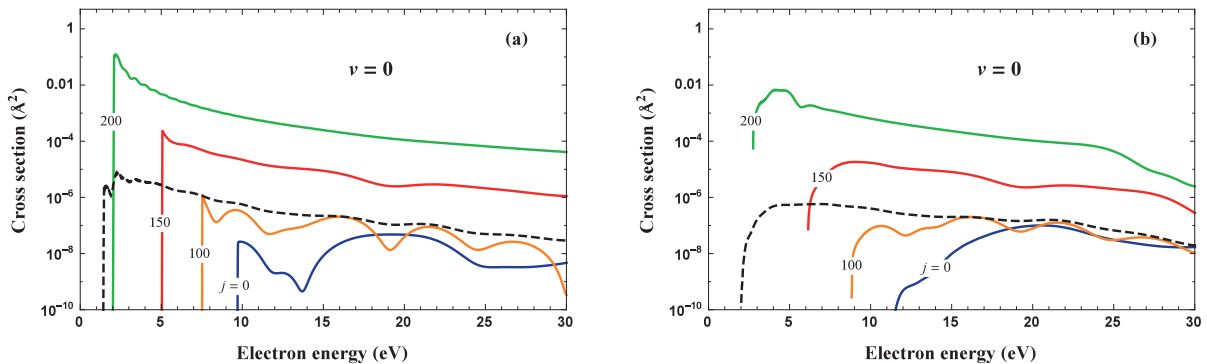 (a)
v = 0
Cross section (Å²)
1
0.01
10⁻⁴
10⁻⁶
10⁻⁸
10⁻¹⁰
200
150
100
j = 0
0 5 10 15 20 25 30
Electron energy (eV)
(b)
v = 0
Cross section (Å²)
1
0.01
10⁻⁴
10⁻⁶
10⁻⁸
10⁻¹⁰
200
150
100
j = 0
0 5 10 15 20 25 30
Electron energy (eV)